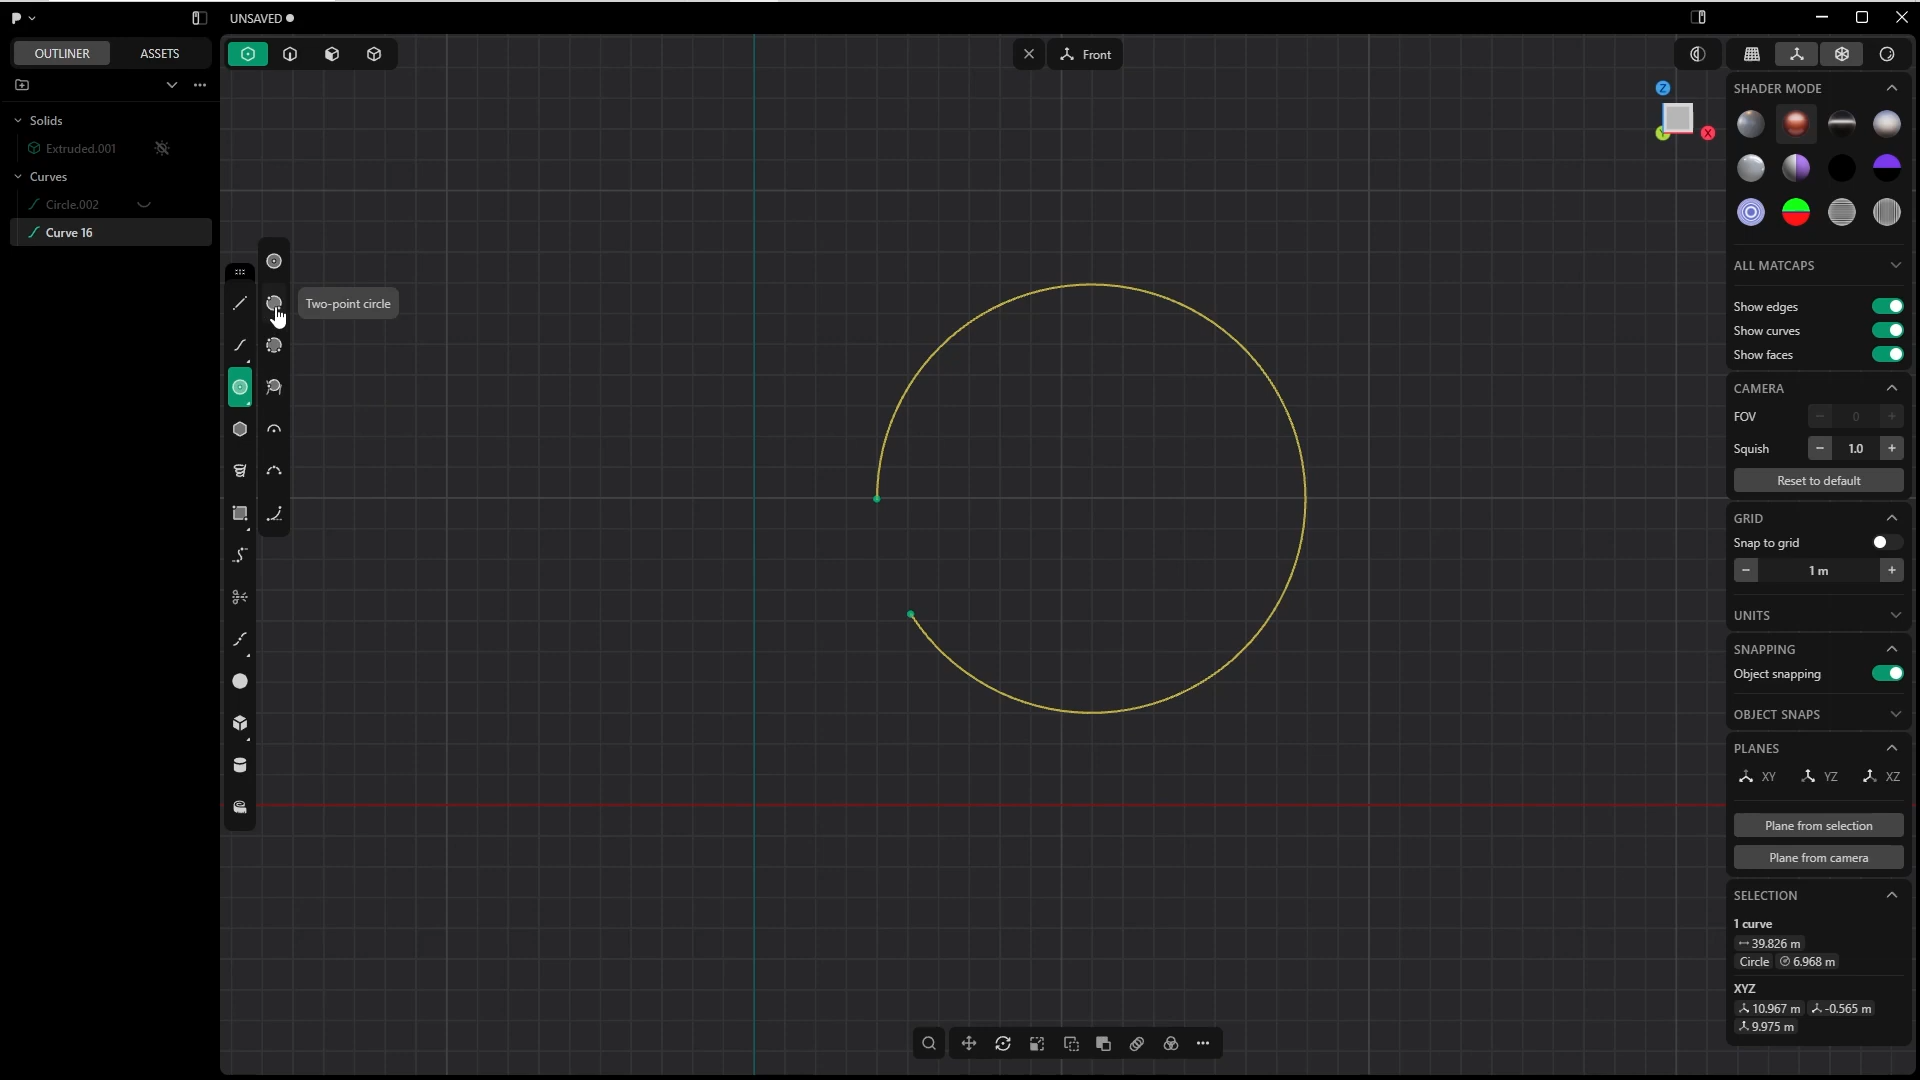 UNSAVED
OUTLINER ASSETS
Solids
Extruded.001
Curves
Circle.002
Curve 16
Two-point circle
Front
Z
Y
X
SHADER MODE
ALL MATCAPS
Show edges
Show curves
Show faces
CAMERA
FOV - 0 +
Squish - 1.0 +
Reset to default
GRID
Snap to grid
- 1 m +
UNITS
SNAPPING
Object snapping
OBJECT SNAPS
PLANES
XY YZ XZ
Plane from selection
Plane from camera
SELECTION
1 curve
39.826 m
Circle 6.968 m
XYZ
10.967 m -0.565 m
9.975 m